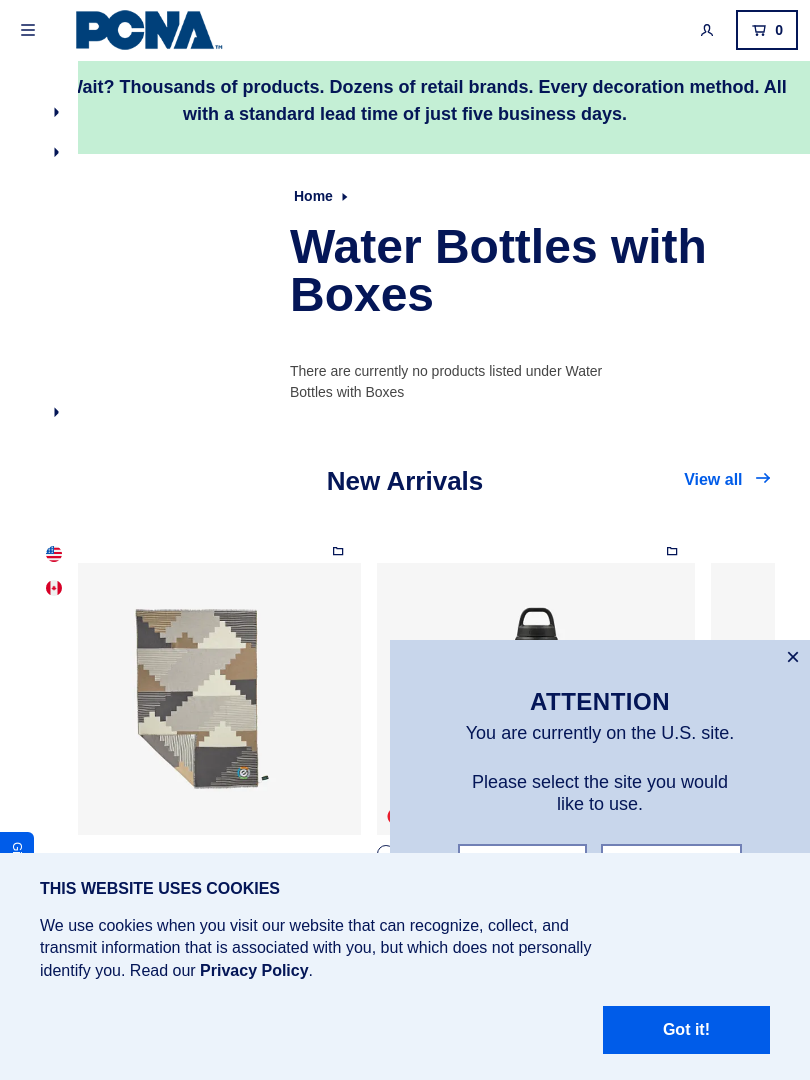 PCNA™
0
Wait? Thousands of products. Dozens of retail brands. Every decoration method. All
with a standard lead time of just five business days.
Home
Water Bottles with
Boxes
There are currently no products listed under Water
Bottles with Boxes
New Arrivals
View all
ATTENTION
You are currently on the U.S. site.
Please select the site you would
like to use.
THIS WEBSITE USES COOKIES
We use cookies when you visit our website that can recognize, collect, and
transmit information that is associated with you, but which does not personally
identify you. Read our Privacy Policy.
Got it!